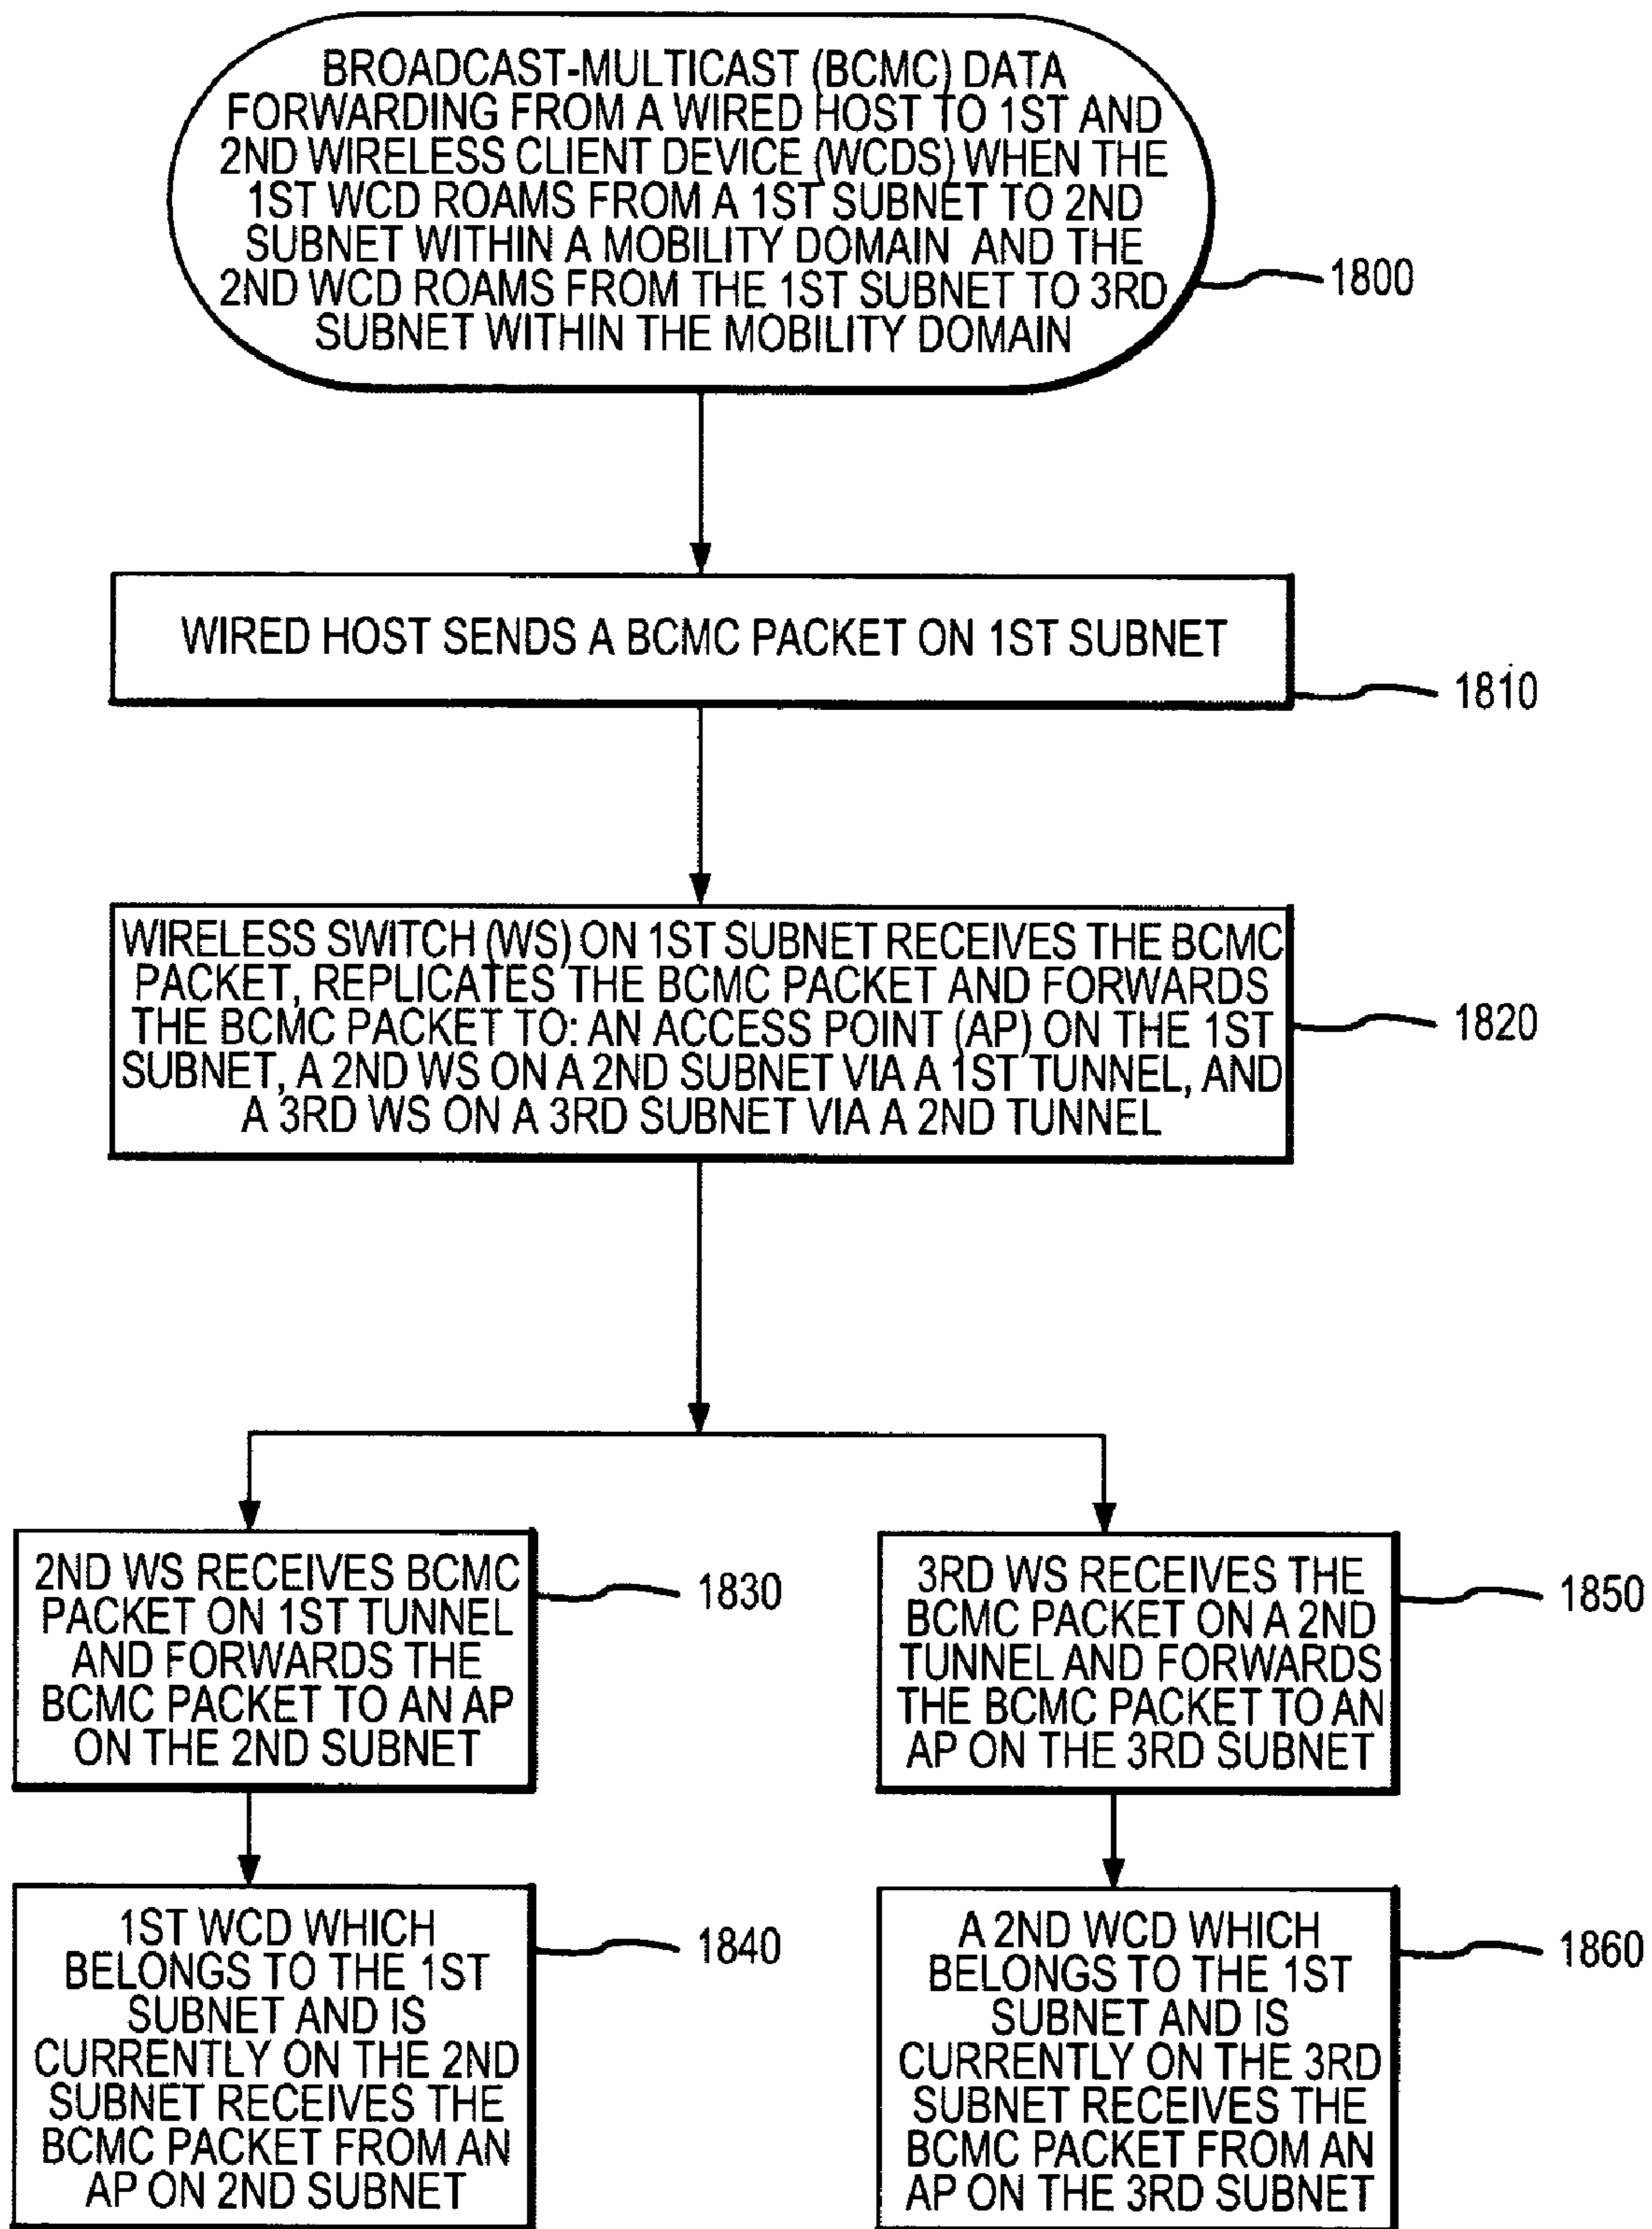 BROADCAST-MULTICAST (BCMC) DATA
FORWARDING FROM A WIRED HOST TO 1ST AND
2ND WIRELESS CLIENT DEVICE (WCDS) WHEN THE
1ST WCD ROAMS FROM A 1ST SUBNET TO 2ND
SUBNET WITHIN A MOBILITY DOMAIN AND THE
2ND WCD ROAMS FROM THE 1ST SUBNET TO 3RD
SUBNET WITHIN THE MOBILITY DOMAIN
1800
WIRED HOST SENDS A BCMC PACKET ON 1ST SUBNET
1810
WIRELESS SWITCH (WS) ON 1ST SUBNET RECEIVES THE BCMC
PACKET, REPLICATES THE BCMC PACKET AND FORWARDS
THE BCMC PACKET TO: AN ACCESS POINT (AP) ON THE 1ST
SUBNET, A 2ND WS ON A 2ND SUBNET VIA A 1ST TUNNEL, AND
A 3RD WS ON A 3RD SUBNET VIA A 2ND TUNNEL
1820
2ND WS RECEIVES BCMC
PACKET ON 1ST TUNNEL
AND FORWARDS THE
BCMC PACKET TO AN AP
ON THE 2ND SUBNET
1830
3RD WS RECEIVES THE
BCMC PACKET ON A 2ND
TUNNEL AND FORWARDS
THE BCMC PACKET TO AN
AP ON THE 3RD SUBNET
1850
1ST WCD WHICH
BELONGS TO THE 1ST
SUBNET AND IS
CURRENTLY ON THE 2ND
SUBNET RECEIVES THE
BCMC PACKET FROM AN
AP ON 2ND SUBNET
1840
A 2ND WCD WHICH
BELONGS TO THE 1ST
SUBNET AND IS
CURRENTLY ON THE 3RD
SUBNET RECEIVES THE
BCMC PACKET FROM AN
AP ON THE 3RD SUBNET
1860